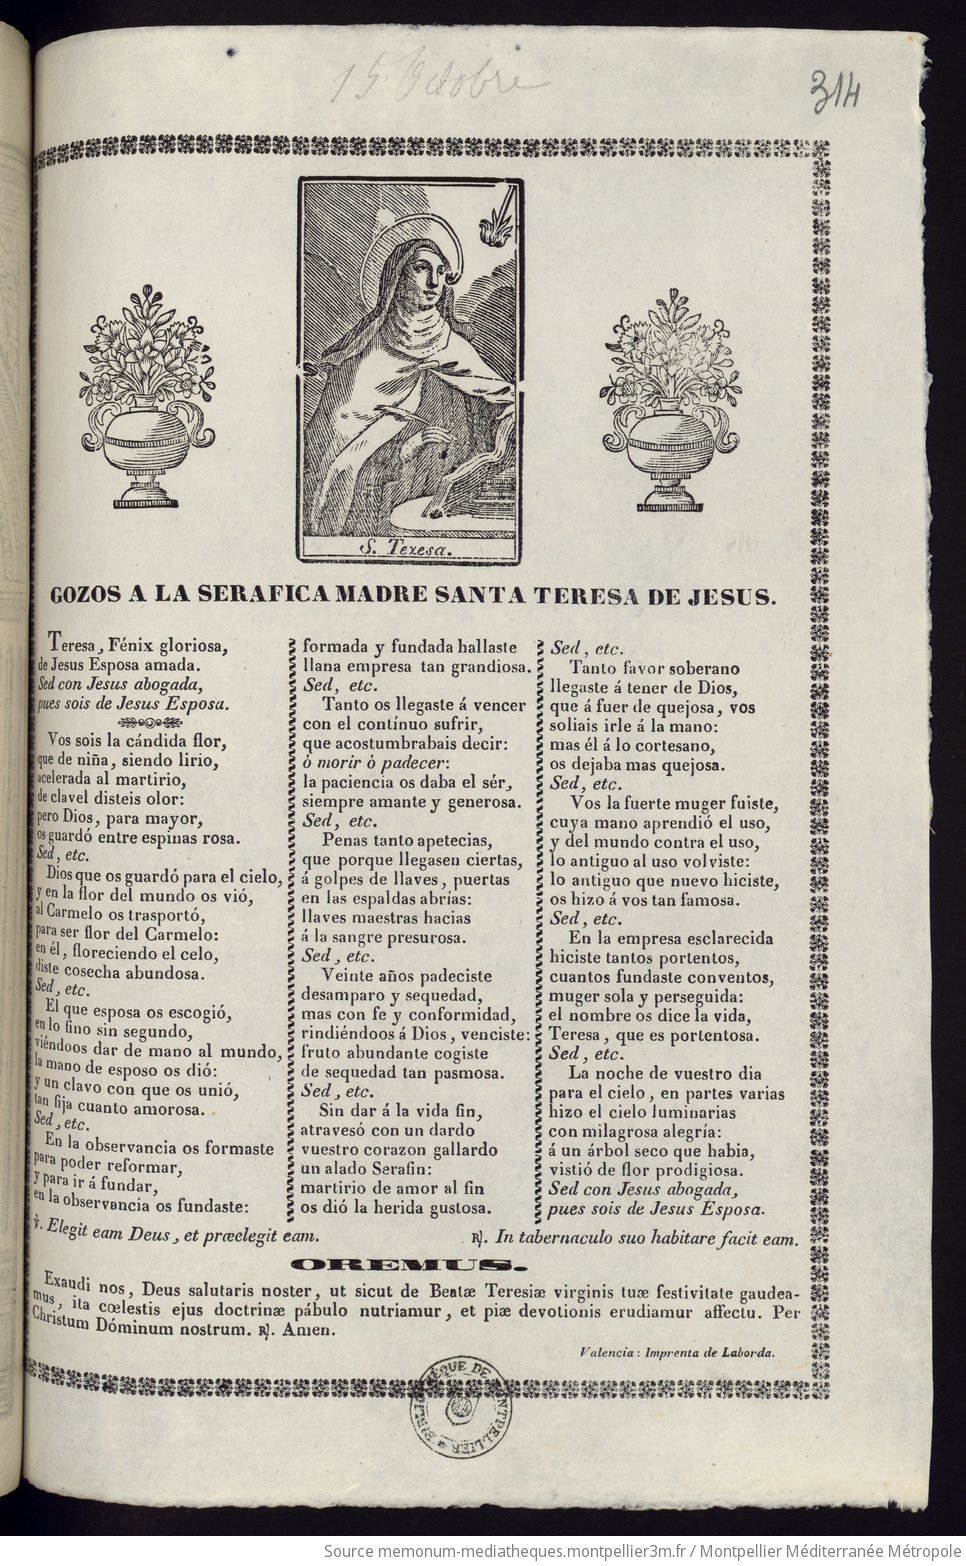 15 Octobre
314
S. Teresa.
GOZOS A LA SERAFICA MADRE SANTA TERESA DE JESUS.
Teresa, Fénix gloriosa,
de Jesus Esposa amada.
Sed con Jesus abogada,
pues sois de Jesus Esposa.
Vos sois la cándida flor,
que de niña, siendo lirio,
acelerada al martirio,
de clavel disteis olor:
pero Dios, para mayor,
os guardó entre espinas rosa.
Sed, etc.
Dios que os guardó para el cielo,
y en la flor del mundo os vió,
al Carmelo os trasportó,
para ser flor del Carmelo:
en él, floreciendo el celo,
diste cosecha abundosa.
Sed, etc.
El que esposa os escogió,
en lo fino sin segundo,
viéndoos dar de mano al mundo,
la mano de esposo os dió:
y un clavo con que os unió,
tan fija cuanto amorosa.
Sed, etc.
En la observancia os formaste
para poder reformar,
y para ir á fundar,
en la observancia os fundaste:
formada y fundada hallaste
llana empresa tan grandiosa.
Sed, etc.
Tanto os llegaste á vencer
con el contínuo sufrir,
que acostumbrabais decir:
ò morir ò padecer:
la paciencia os daba el sér,
siempre amante y generosa.
Sed, etc.
Penas tanto apetecias,
que porque llegasen ciertas,
á golpes de llaves, puertas
en las espaldas abrías:
llaves maestras hacias
á la sangre presurosa.
Sed, etc.
Veinte años padeciste
desamparo y sequedad,
mas con fe y conformidad,
rindiéndoos á Dios, venciste:
fruto abundante cogiste
de sequedad tan pasmosa.
Sed, etc.
Sin dar á la vida fin,
atravesó con un dardo
vuestro corazon gallardo
un alado Serafin:
martirio de amor al fin
os dió la herida gustosa.
Sed, etc.
Tanto favor soberano
llegaste á tener de Dios,
que á fuer de quejosa, vos
soliais irle á la mano:
mas él á lo cortesano,
os dejaba mas quejosa.
Sed, etc.
Vos la fuerte muger fuiste,
cuya mano aprendió el uso,
y del mundo contra el uso,
lo antiguo al uso volviste:
lo antiguo que nuevo hiciste,
os hizo á vos tan famosa.
Sed, etc.
En la empresa esclarecida
hiciste tantos portentos,
cuantos fundaste conventos,
muger sola y perseguida:
el nombre os dice la vida,
Teresa, que es portentosa.
Sed, etc.
La noche de vuestro dia
para el cielo, en partes varias
hizo el cielo luminarias
con milagrosa alegría:
á un árbol seco que habia,
vistió de flor prodigiosa.
Sed con Jesus abogada,
pues sois de Jesus Esposa.
℣. Elegit eam Deus, et præelegit eam.
℟. In tabernaculo suo habitare facit eam.
OREMUS.
Exaudi nos, Deus salutaris noster, ut sicut de Beatæ Teresiæ virginis tuæ festivitate gaudea-
mus, ita cœlestis ejus doctrinæ pábulo nutriamur, et piæ devotionis erudiamur affectu. Per
Christum Dóminum nostrum. ℟. Amen.
Valencia: Imprenta de Laborda.
BIBLIOTHÈQUE DE MONTPELLIER
Source memonum-mediatheques.montpellier3m.fr / Montpellier Méditerranée Métropole